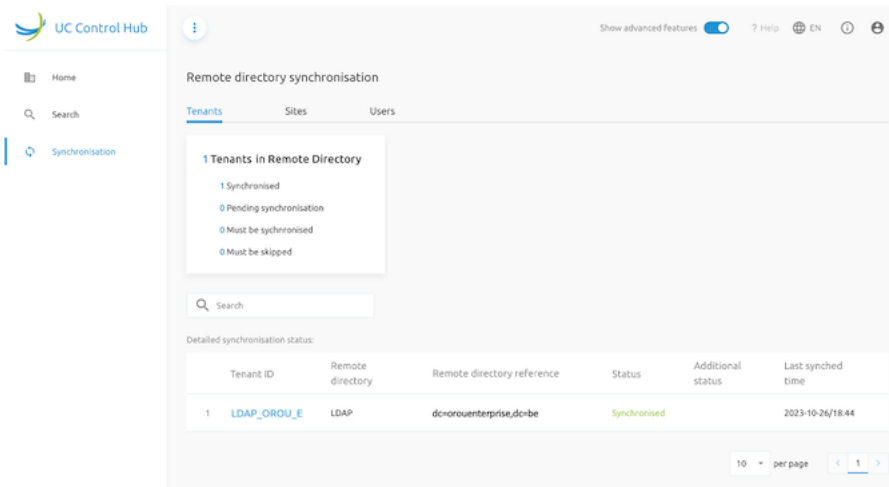 UC Control Hub
Show advanced features
? Help
EN
Home
Search
Synchronisation
Remote directory synchronisation
Tenants Sites Users
1 Tenants in Remote Directory
1 Synchronised
0 Pending synchronisation
0 Must be sychnronised
0 Must be skipped
Search
Detailed synchronisation status:
Tenant ID Remote directory Remote directory reference Status Additional status Last synched time
1 LDAP_OROU_E LDAP dc=orouenterprise,dc=be Synchronised 2023-10-26/18:44
10 per page < 1 >